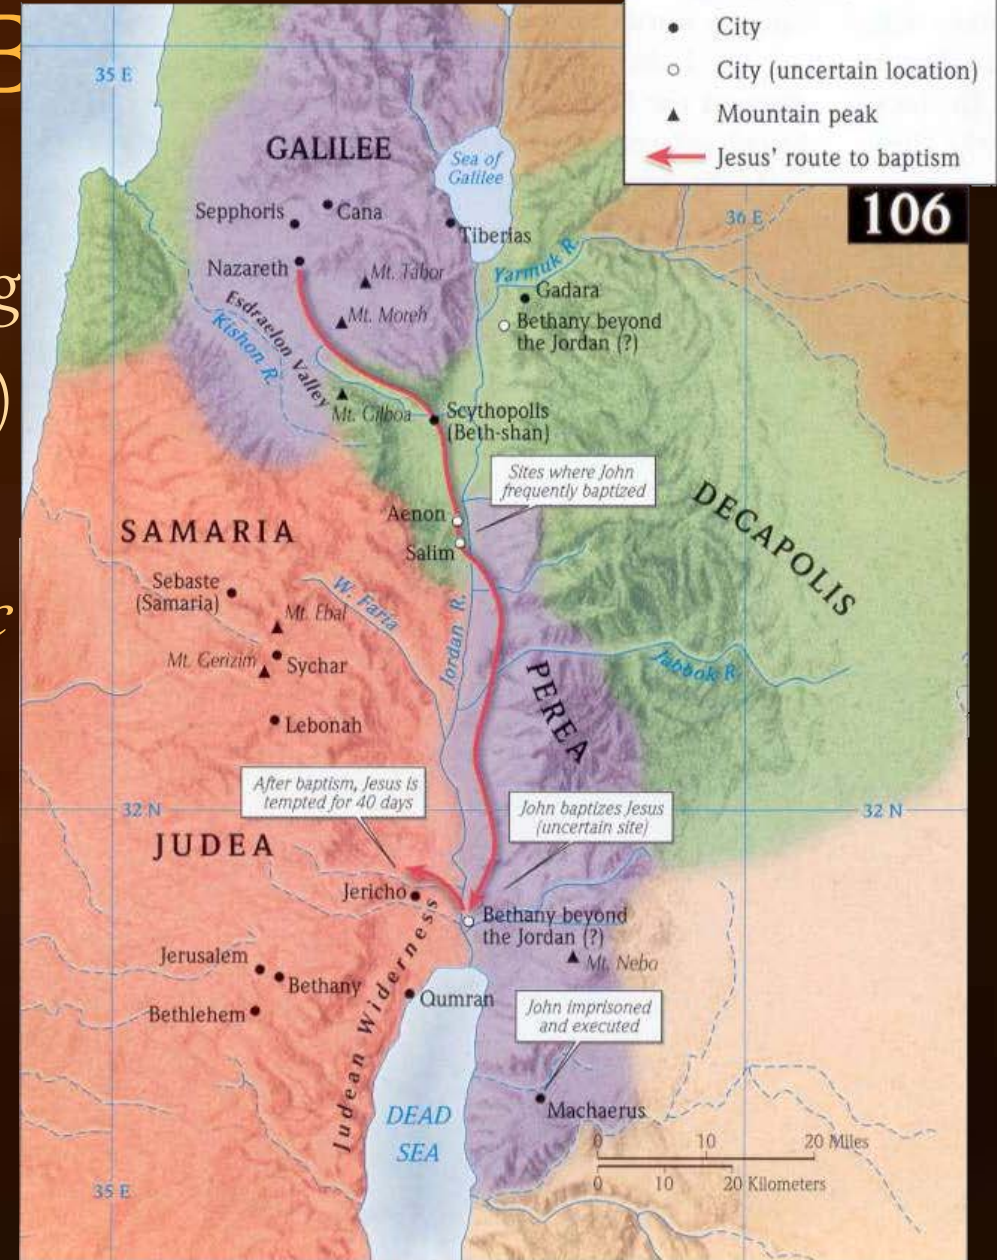 City
City (uncertain location)
Mountain peak
Jesus' route to baptism
106
35 E
36 E
GALILEE
Sea of
Galilee
Sepphoris
Cana
Tiberias
Nazareth
Mt. Tabor
Yarmuk R.
Gadara
Mt. Moreh
Bethany beyond
the Jordan (?)
Esdraelon Valley
Kishon R.
Mt. Gilboa
Scythopolis
(Beth-shan)
Sites where John
frequently baptized
DECAPOLIS
Aenon
Salim
SAMARIA
Sebaste
(Samaria)
Mt. Ebal
W. Faria
Jordan R.
Mt. Gerizim
Sychar
Jabbok R.
PEREA
Lebonah
After baptism, Jesus is
tempted for 40 days
John baptizes Jesus
(uncertain site)
32 N
32 N
JUDEA
Jericho
Bethany beyond
the Jordan (?)
Mt. Nebo
Jerusalem
Bethany
Bethlehem
Qumran
Judean Widerness
John imprisoned
and executed
Machaerus
DEAD
SEA
0 10 20 Miles
0 10 20 Kilometers
35 E
g
)